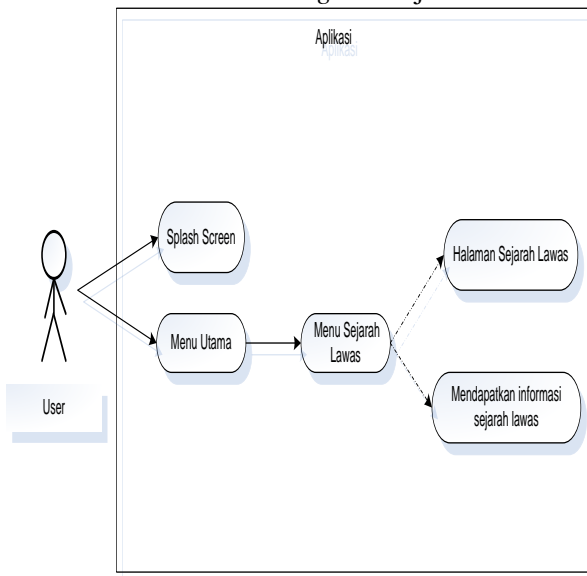 Aplikasi
Splash Screen
Halaman Sejarah Lawas
Menu Utama
Menu Sejarah
Lawas
Mendapatkan informasi
sejarah lawas
User